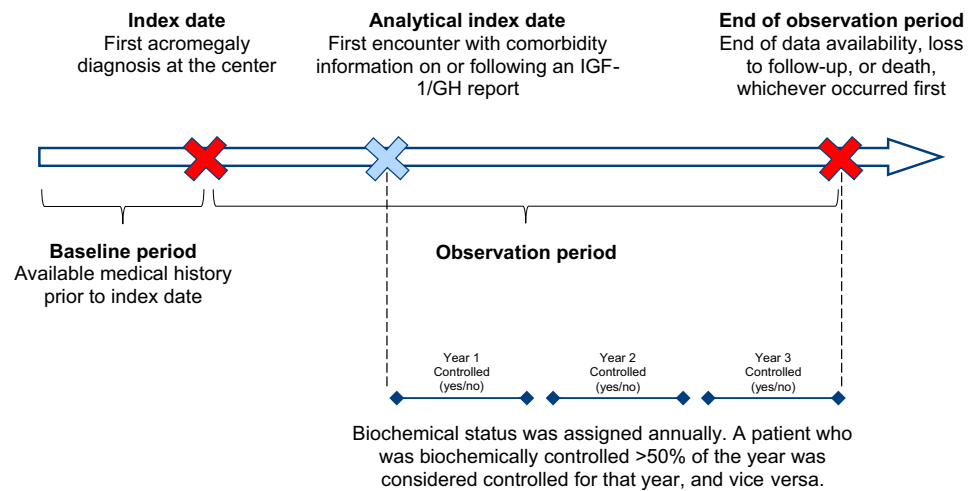 Index date
First acromegaly
diagnosis at the center
Analytical index date
First encounter with comorbidity
information on or following an IGF-
1/GH report
End of observation period
End of data availability, loss
to follow-up, or death,
whichever occurred first
Baseline period
Available medical history
prior to index date
Observation period
Year 1
Controlled
(yes/no)
Year 2
Controlled
(yes/no)
Year 3
Controlled
(yes/no)
Biochemical status was assigned annually. A patient who
was biochemically controlled >50% of the year was
considered controlled for that year, and vice versa.